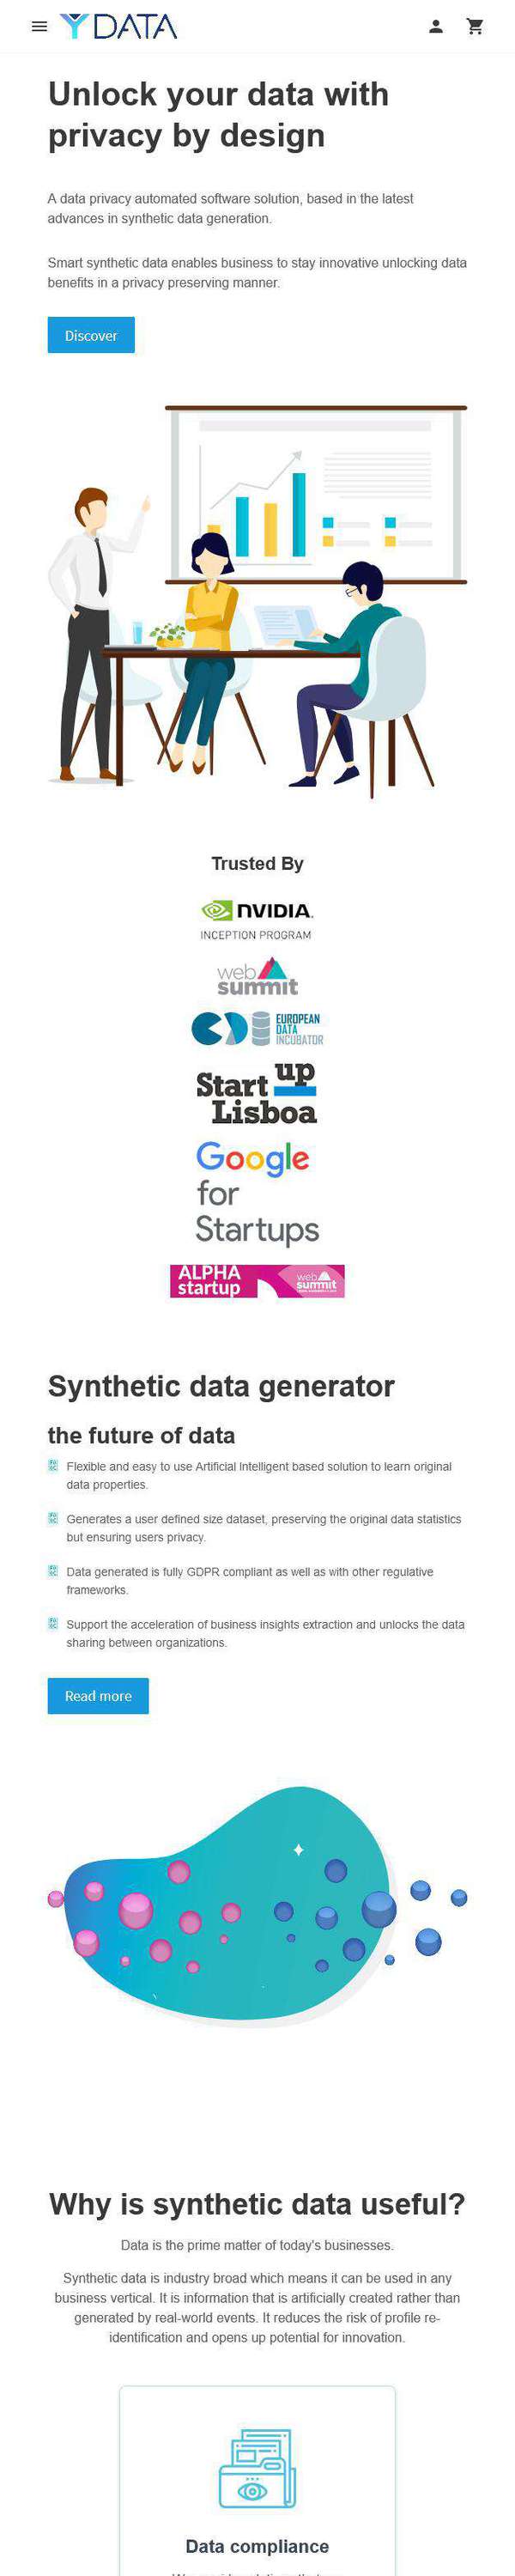 YDATA
Unlock your data with
privacy by design
A data privacy automated software solution, based in the latest
advances in synthetic data generation.
Smart synthetic data enables business to stay innovative unlocking data
benefits in a privacy preserving manner.
Discover
Trusted By
NVIDIA.
INCEPTION PROGRAM
web
summit
EUROPEAN
DATA
INCUBATOR
Start up
Lisboa
Google
for
Startups
ALPHA
startup
web
summit
Synthetic data generator
the future of data
Flexible and easy to use Artificial Intelligent based solution to learn original
data properties.
Generates a user defined size dataset, preserving the original data statistics
but ensuring users privacy.
Data generated is fully GDPR compliant as well as with other regulative
frameworks.
Support the acceleration of business insights extraction and unlocks the data
sharing between organizations.
Read more
Why is synthetic data useful?
Data is the prime matter of today's businesses.
Synthetic data is industry broad which means it can be used in any
business vertical. It is information that is artificially created rather than
generated by real-world events. It reduces the risk of profile re-
identification and opens up potential for innovation.
Data compliance